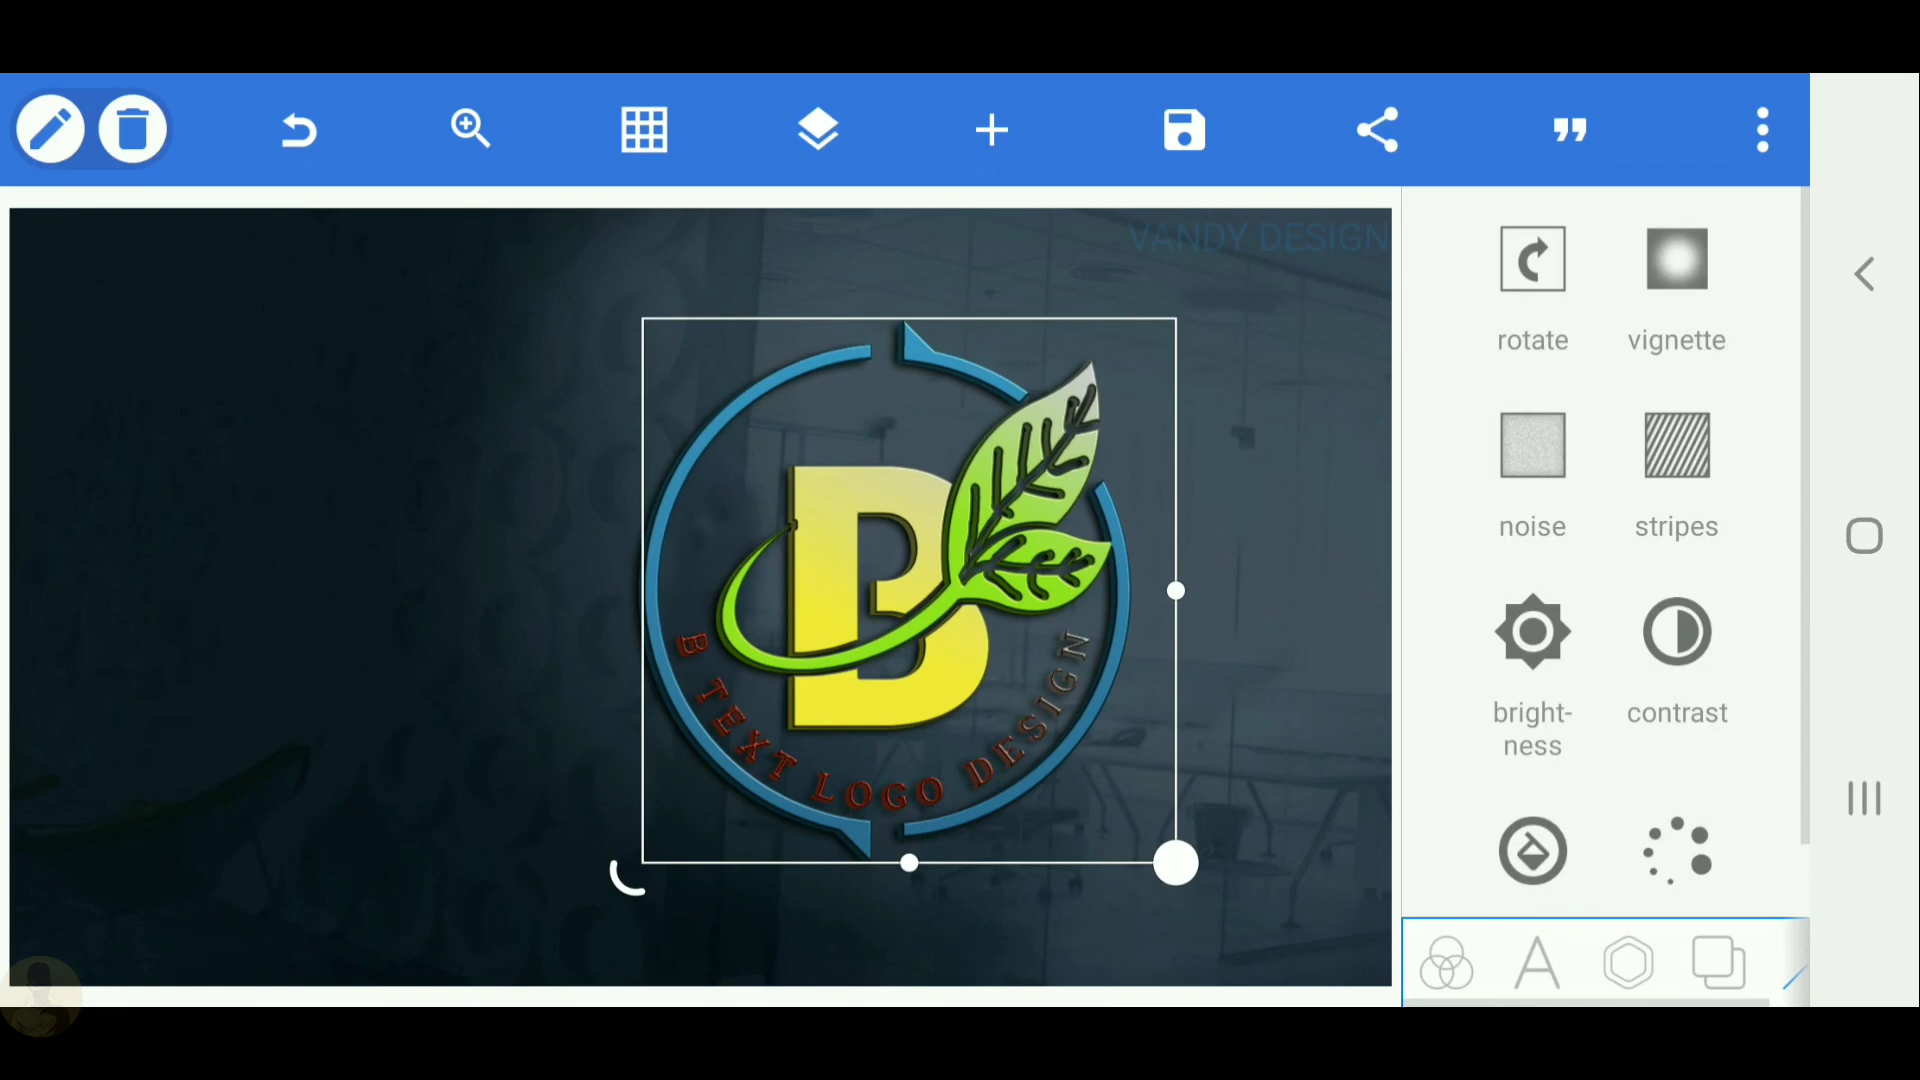 VANDY DESIGN
rotate
vignette
noise
stripes
bright-
ness
contrast
B
B TEXT LOGO DESIGN
A